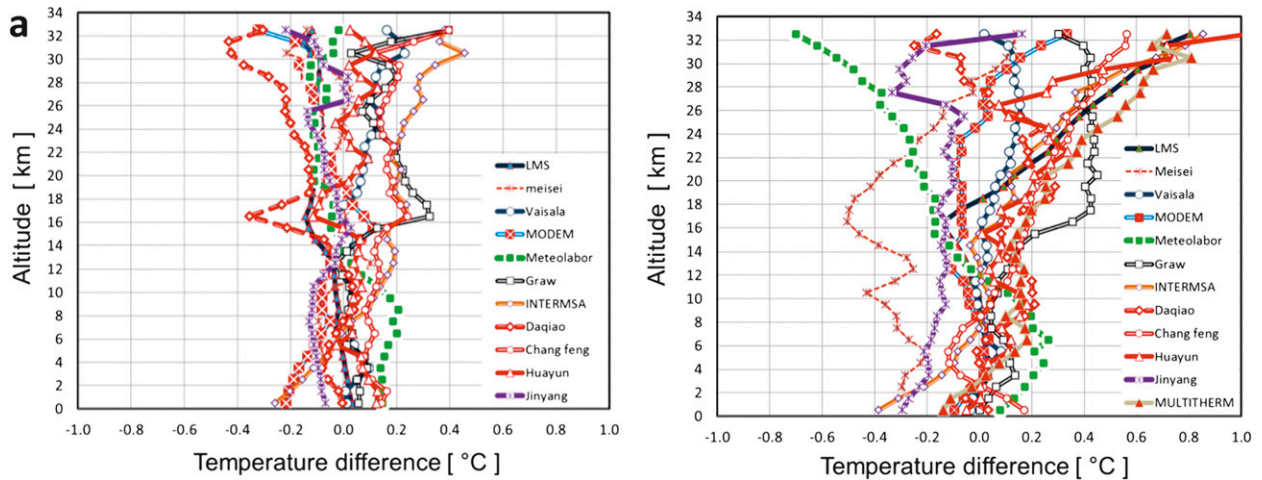 a
34
32
30
28
26
24
22
20
18
16
14
12
10
8
6
4
2
0
Altitude [ km ]
-1.0 -0.8 -0.6 -0.4 -0.2 0.0 0.2 0.4 0.6 0.8 1.0
Temperature difference [ °C ]
LMS
meisei
Vaisala
MODEM
Meteolabor
Graw
INTERMSA
Daqiao
Chang feng
Huayun
Jinyang
34
32
30
28
26
24
22
20
18
16
14
12
10
8
6
4
2
0
Altitude [ km ]
-1.0 -0.8 -0.6 -0.4 -0.2 0.0 0.2 0.4 0.6 0.8 1.0
Temperature difference [ °C ]
LMS
Meisei
Vaisala
MODEM
Meteolabor
Graw
INTERMSA
Daqiao
Chang feng
Huayun
Jinyang
MULTITHERM